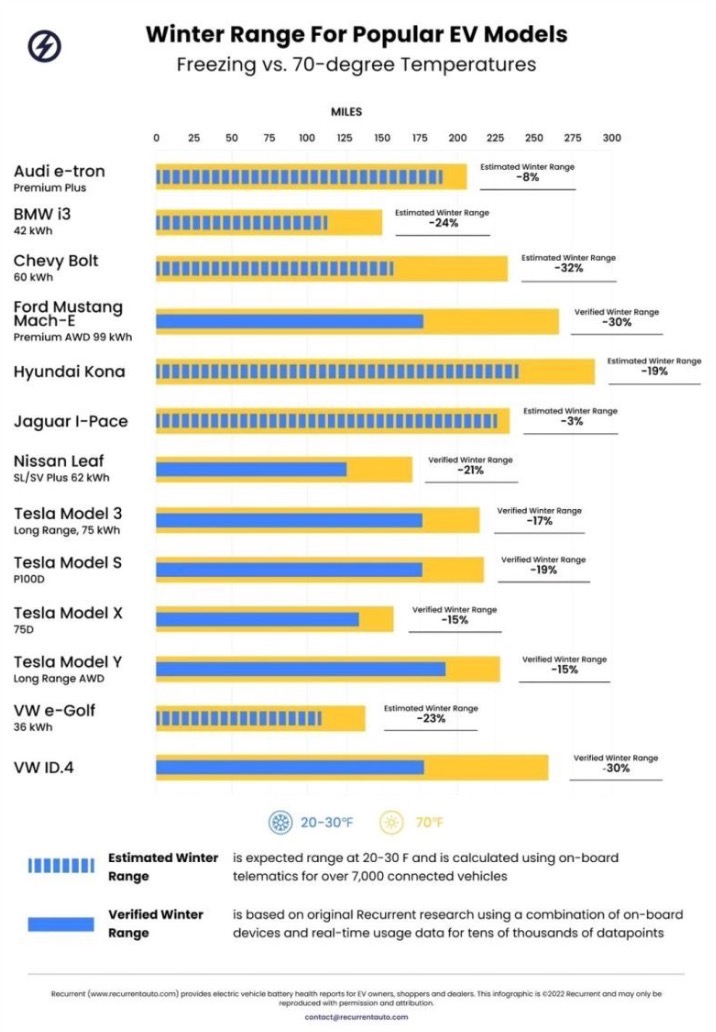 Winter Range For Popular EV Models
Freezing vs. 70-degree Temperatures
MILES
0 25 50 75 100 125 150 175 200 225 250 275 300
Audi e-tron
Premium Plus
Estimated Winter Range
-8%
BMW i3
42 kWh
Estimated Winter Range
-24%
Chevy Bolt
60 kWh
Estimated Winter Range
-32%
Ford Mustang
Mach-E
Premium AWD 99 kWh
Verified Winter Range
-30%
Hyundai Kona
Estimated Winter Range
-19%
Jaguar I-Pace
Estimated Winter Range
-3%
Nissan Leaf
SL/SV Plus 62 kWh
Verified Winter Range
-21%
Tesla Model 3
Long Range, 75 kWh
Verified Winter Range
-17%
Tesla Model S
P100D
Verified Winter Range
-19%
Tesla Model X
75D
Verified Winter Range
-15%
Tesla Model Y
Long Range AWD
Verified Winter Range
-15%
VW e-Golf
36 kWh
Estimated Winter Range
-23%
VW ID.4
Verified Winter Range
-30%
20-30°F 70°F
Estimated Winter Range
is expected range at 20-30 F and is calculated using on-board
telematics for over 7,000 connected vehicles
Verified Winter Range
is based on original Recurrent research using a combination of on-board
devices and real-time usage data for tens of thousands of datapoints
Recurrent (www.recurrentauto.com) provides electric vehicle battery health reports for EV owners, shoppers and dealers. This infographic is ©2022 Recurrent and may only be
reproduced with permission and attribution.
contact@recurrentauto.com